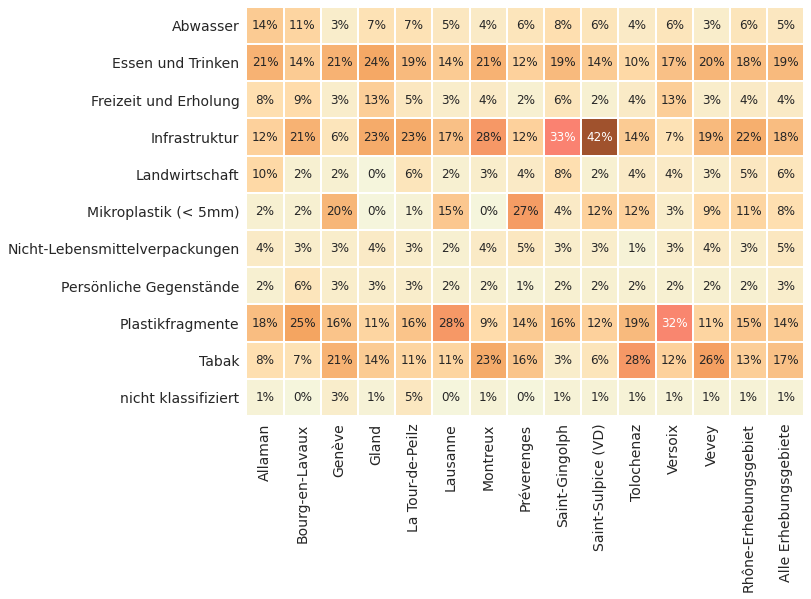 Abwasser 14% 11% 3% 7% 7% 5% 4% 6% 8% 6% 4% 6% 3% 6% 5%
Essen und Trinken 21% 14% 21% 24% 19% 14% 21% 12% 19% 14% 10% 17% 20% 18% 19%
Freizeit und Erholung 8% 9% 3% 13% 5% 3% 4% 2% 6% 2% 4% 13% 3% 4% 4%
Infrastruktur 12% 21% 6% 23% 23% 17% 28% 12% 33% 42% 14% 7% 19% 22% 18%
Landwirtschaft 10% 2% 2% 0% 6% 2% 3% 4% 8% 2% 4% 4% 3% 5% 6%
Mikroplastik (< 5mm) 2% 2% 20% 0% 1% 15% 0% 27% 4% 12% 12% 3% 9% 11% 8%
Nicht-Lebensmittelverpackungen 4% 3% 3% 4% 3% 2% 4% 5% 3% 3% 1% 3% 4% 3% 5%
Persönliche Gegenstände 2% 6% 3% 3% 3% 2% 2% 1% 2% 2% 2% 2% 2% 2% 3%
Plastikfragmente 18% 25% 16% 11% 16% 28% 9% 14% 16% 12% 19% 32% 11% 15% 14%
Tabak 8% 7% 21% 14% 11% 11% 23% 16% 3% 6% 28% 12% 26% 13% 17%
nicht klassifiziert 1% 0% 3% 1% 5% 0% 1% 0% 1% 1% 1% 1% 1% 1% 1%
Allaman
Bourg-en-Lavaux
Genève
Gland
La Tour-de-Peilz
Lausanne
Montreux
Préverenges
Saint-Gingolph
Saint-Sulpice (VD)
Tolochenaz
Versoix
Vevey
Rhône-Erhebungsgebiet
Alle Erhebungsgebiete